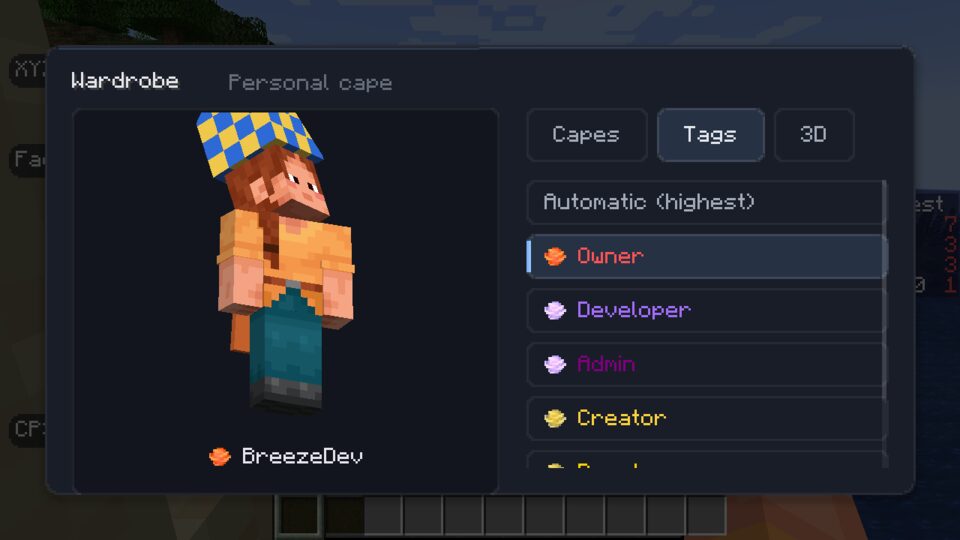 Wardrobe Personal cape
Capes Tags 3D
Automatic (highest)
Owner
Developer
Admin
Creator
BreezeDev